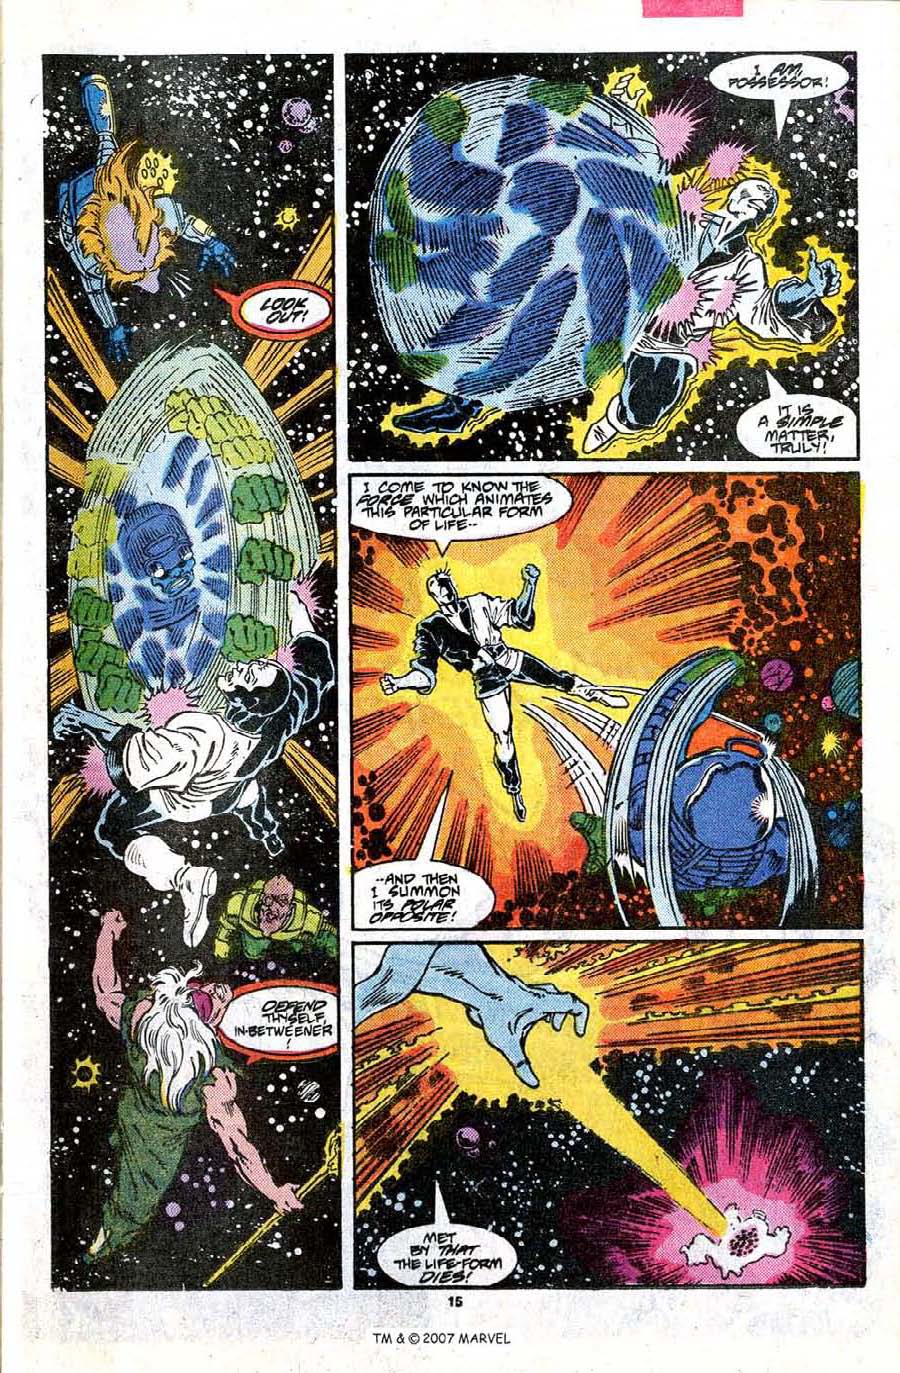 LOOK
OUT!
DEFEND
THYSELF,
IN-BETWEENER
!
I AM,
POSSESSOR!
IT IS
A SIMPLE
MATTER,
TRULY!
I COME TO KNOW THE
FORCE WHICH ANIMATES
THIS PARTICULAR FORM
OF LIFE--
--AND THEN
I SUMMON
ITS POLAR
OPPOSITE!
MET
BY THAT
THE LIFE-FORM
DIES!
15
TM & © 2007 MARVEL